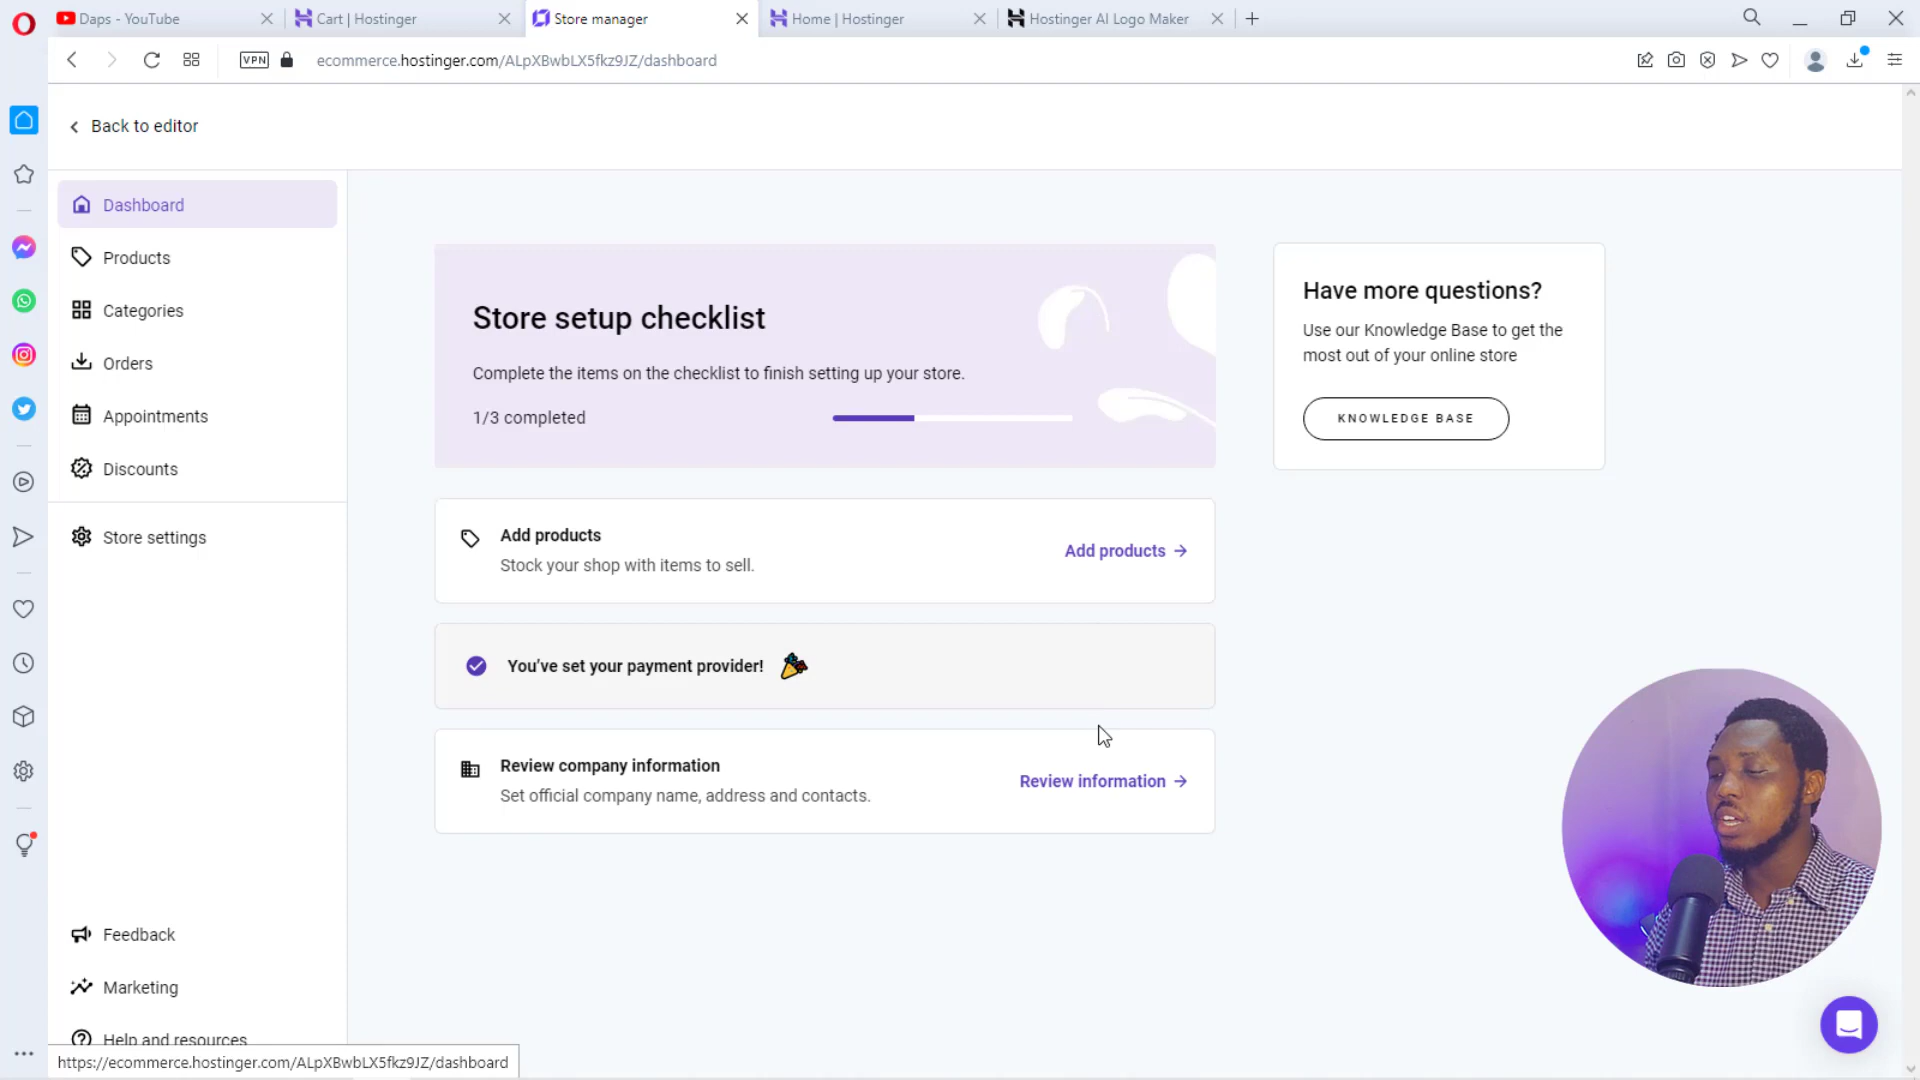 Daps - YouTube
Cart | Hostinger
Store manager
Home | Hostinger
Hostinger AI Logo Maker
VPN
ecommerce.hostinger.com/ALpXBwbLX5fkz9JZ/dashboard
Back to editor
Dashboard
Products
Categories
Orders
Appointments
Discounts
Store settings
Feedback
Marketing
Help and resources
Store setup checklist
Complete the items on the checklist to finish setting up your store.
1/3 completed
Add products
Stock your shop with items to sell.
Add products →
You've set your payment provider!
Review company information
Set official company name, address and contacts.
Review information →
Have more questions?
Use our Knowledge Base to get the
most out of your online store
KNOWLEDGE BASE
https://ecommerce.hostinger.com/ALpXBwbLX5fkz9JZ/dashboard